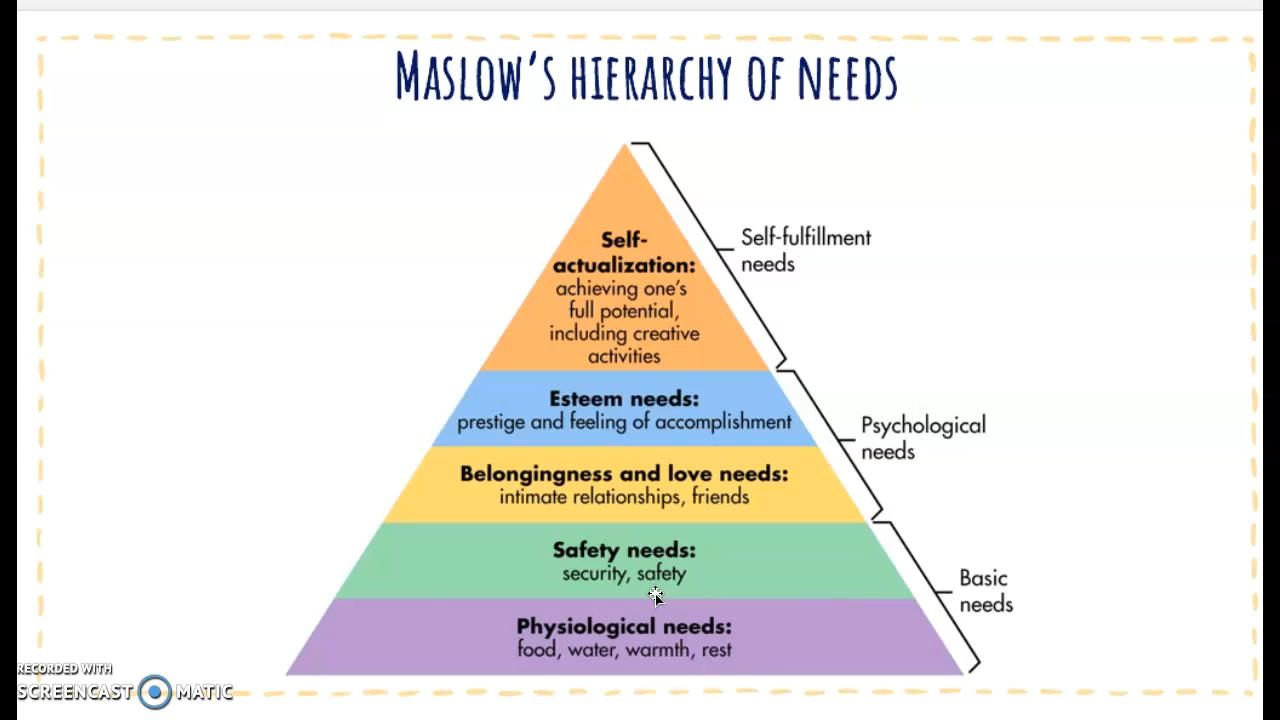 MASLOW'S HIERARCHY OF NEEDS
Self-
actualization:
achieving one's
full potential,
including creative
activities
Self-fulfillment
needs
Esteem needs:
prestige and feeling of accomplishment
Psychological
needs
Belongingness and love needs:
intimate relationships, friends
Safety needs:
security, safety
Basic
needs
Physiological needs:
food, water, warmth, rest
RECORDED WITH
SCREENCAST MATIC